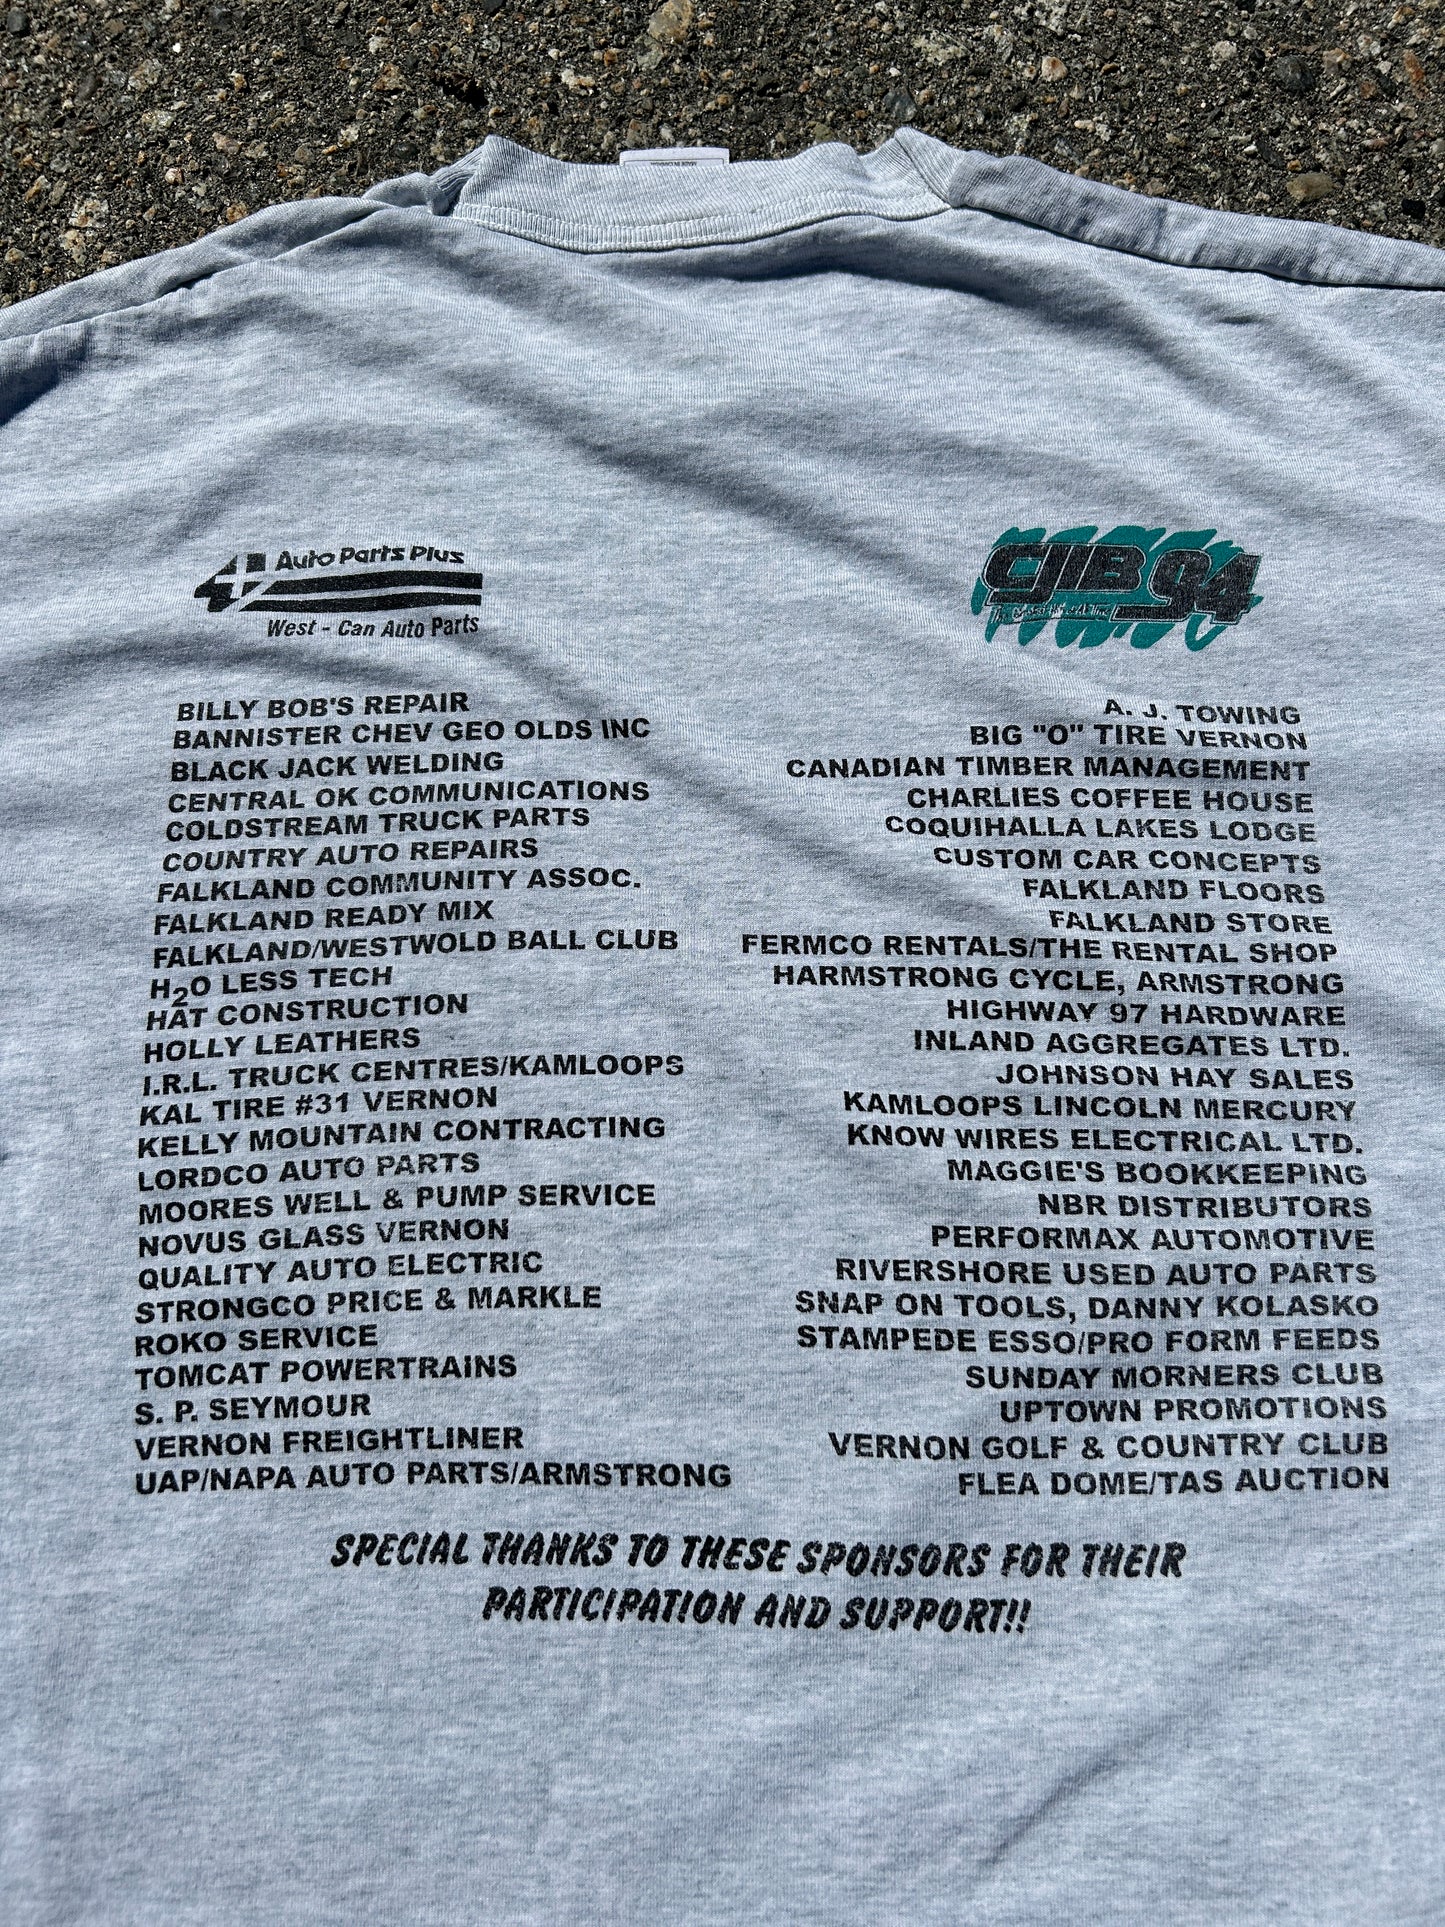 Auto Parts Plus
West - Can Auto Parts
CJIB 94
BILLY BOB'S REPAIR
BANNISTER CHEV GEO OLDS INC
BLACK JACK WELDING
CENTRAL OK COMMUNICATIONS
COLDSTREAM TRUCK PARTS
COUNTRY AUTO REPAIRS
FALKLAND COMMUNITY ASSOC.
FALKLAND READY MIX
FALKLAND/WESTWOLD BALL CLUB
H2O LESS TECH
HAT CONSTRUCTION
HOLLY LEATHERS
I.R.L. TRUCK CENTRES/KAMLOOPS
KAL TIRE #31 VERNON
KELLY MOUNTAIN CONTRACTING
LORDCO AUTO PARTS
MOORES WELL & PUMP SERVICE
NOVUS GLASS VERNON
QUALITY AUTO ELECTRIC
STRONGCO PRICE & MARKLE
ROKO SERVICE
TOMCAT POWERTRAINS
S. P. SEYMOUR
VERNON FREIGHTLINER
UAP/NAPA AUTO PARTS/ARMSTRONG
A. J. TOWING
BIG "O" TIRE VERNON
CANADIAN TIMBER MANAGEMENT
CHARLIES COFFEE HOUSE
COQUIHALLA LAKES LODGE
CUSTOM CAR CONCEPTS
FALKLAND FLOORS
FALKLAND STORE
FERMCO RENTALS/THE RENTAL SHOP
HARMSTRONG CYCLE, ARMSTRONG
HIGHWAY 97 HARDWARE
INLAND AGGREGATES LTD.
JOHNSON HAY SALES
KAMLOOPS LINCOLN MERCURY
KNOW WIRES ELECTRICAL LTD.
MAGGIE'S BOOKKEEPING
NBR DISTRIBUTORS
PERFORMAX AUTOMOTIVE
RIVERSHORE USED AUTO PARTS
SNAP ON TOOLS, DANNY KOLASKO
STAMPEDE ESSO/PRO FORM FEEDS
SUNDAY MORNERS CLUB
UPTOWN PROMOTIONS
VERNON GOLF & COUNTRY CLUB
FLEA DOME/TAS AUCTION
SPECIAL THANKS TO THESE SPONSORS FOR THEIR
PARTICIPATION AND SUPPORT!!